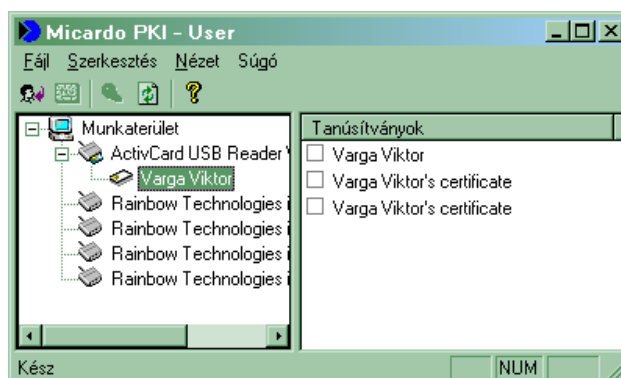 Micardo PKI - User
Fájl Szerkesztés Nézet Súgó
Munkaterület
ActivCard USB Reader
Varga Viktor
Rainbow Technologies
Rainbow Technologies
Rainbow Technologies
Rainbow Technologies
Tanúsítványok
Varga Viktor
Varga Viktor's certificate
Varga Viktor's certificate
Kész
NUM